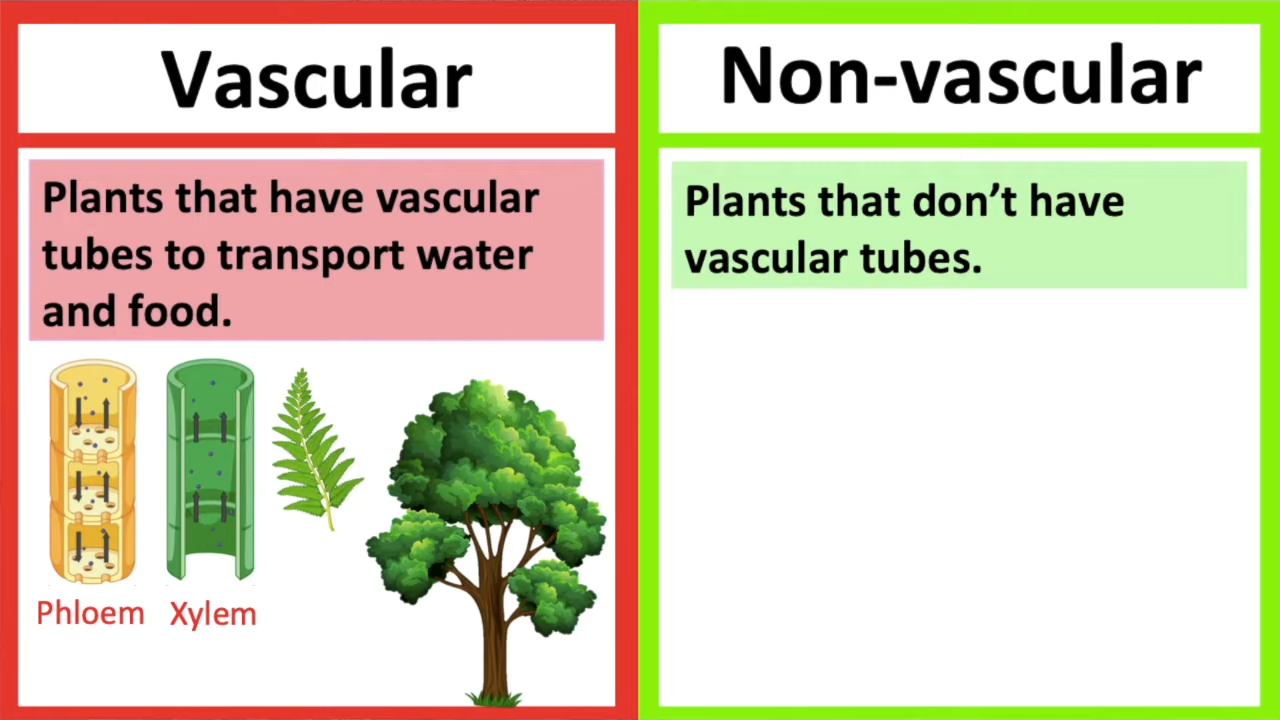 Vascular
Plants that have vascular
tubes to transport water
and food.
Phloem
Xylem
Non-vascular
Plants that don’t have
vascular tubes.